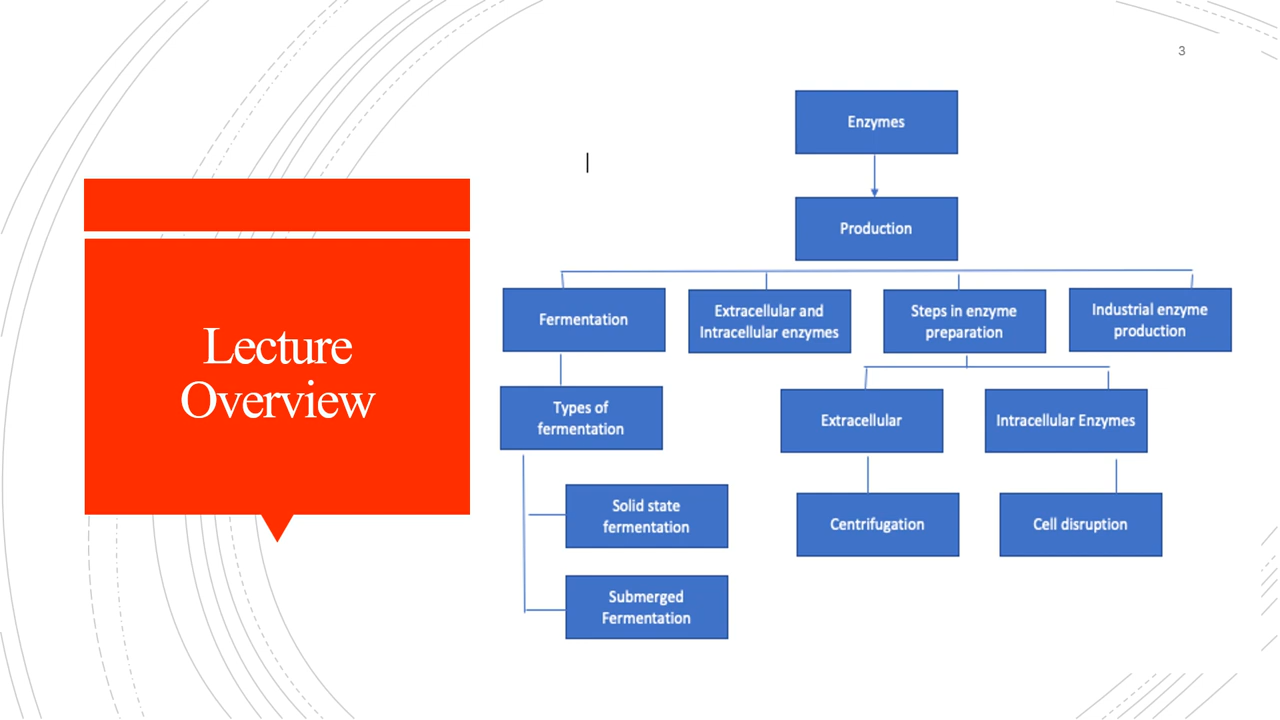 3
Lecture
Overview
Enzymes
Production
Fermentation
Extracellular and
Intracellular enzymes
Steps in enzyme
preparation
Industrial enzyme
production
Types of
fermentation
Extracellular
Intracellular Enzymes
Solid state
fermentation
Centrifugation
Cell disruption
Submerged
Fermentation